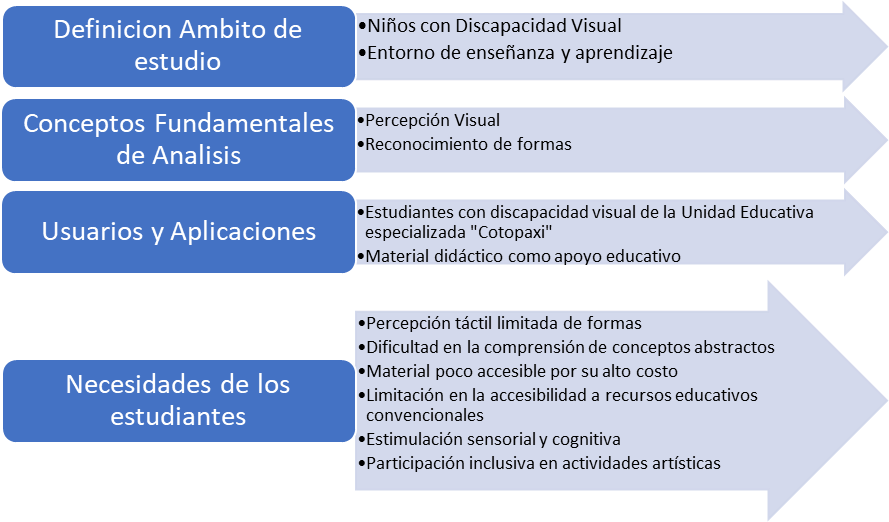 Definicion Ambito de
estudio
•Niños con Discapacidad Visual
•Entorno de enseñanza y aprendizaje
Conceptos Fundamentales
de Analisis
•Percepción Visual
•Reconocimiento de formas
Usuarios y Aplicaciones
•Estudiantes con discapacidad visual de la Unidad Educativa
especializada "Cotopaxi"
•Material didáctico como apoyo educativo
Necesidades de los
estudiantes
•Percepción táctil limitada de formas
•Dificultad en la comprensión de conceptos abstractos
•Material poco accesible por su alto costo
•Limitación en la accesibilidad a recursos educativos
convencionales
•Estimulación sensorial y cognitiva
•Participación inclusiva en actividades artísticas